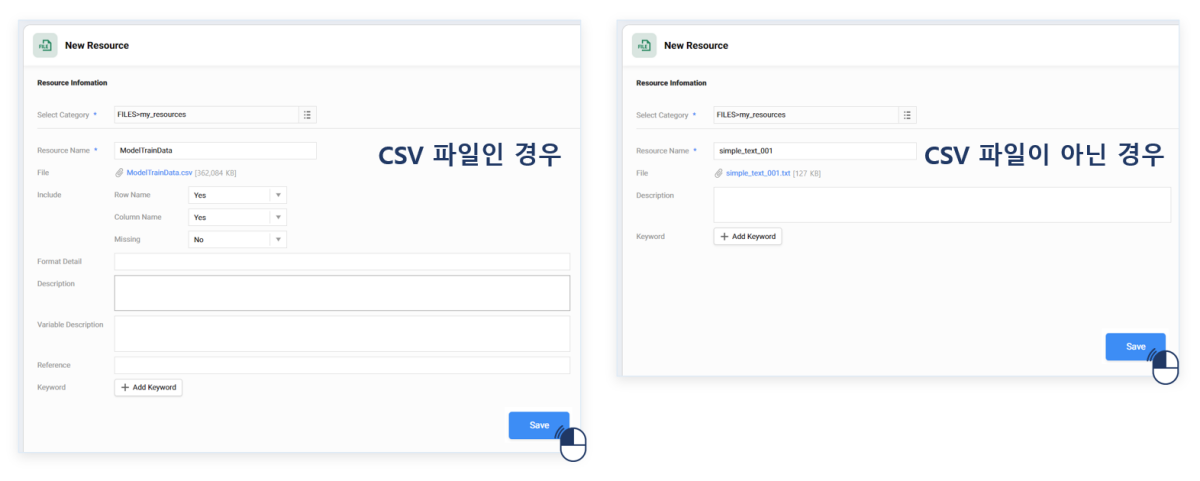 FILE
New Resource
Resource Infomation
Select Category *
FILES>my_resources
Resource Name *
ModelTrainData
CSV 파일인 경우
File
ModelTrainData.csv [362,084 KB]
Include
Row Name
Yes
Column Name
Yes
Missing
No
Format Detail
Description
Variable Description
Reference
Keyword
+ Add Keyword
Save
FILE
New Resource
Resource Infomation
Select Category *
FILES>my_resources
Resource Name *
simple_text_001
CSV 파일이 아닌 경우
File
simple_text_001.txt [127 KB]
Description
Keyword
+ Add Keyword
Save